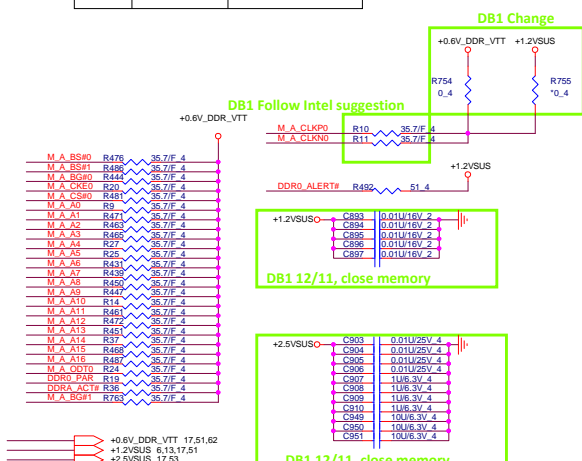 DB1 Change
+0.6V_DDR_VTT +1.2VSUS
R754 0_4
R755 *0_4
DB1 Follow Intel suggestion
+0.6V_DDR_VTT
M_A_CLKP0 R10 35.7/F_4
M_A_CLKN0 R11 35.7/F_4
+1.2VSUS
DDR0_ALERT# R492 51_4
M_A_BS#0 R476 35.7/F_4
M_A_BS#1 R486 35.7/F_4
M_A_BG#0 R444 35.7/F_4
M_A_CKE0 R20 35.7/F_4
M_A_CS#0 R481 35.7/F_4
M_A_A0 R9 35.7/F_4
M_A_A1 R471 35.7/F_4
M_A_A2 R463 35.7/F_4
M_A_A3 R465 35.7/F_4
M_A_A4 R27 35.7/F_4
M_A_A5 R25 35.7/F_4
M_A_A6 R431 35.7/F_4
M_A_A7 R439 35.7/F_4
M_A_A8 R450 35.7/F_4
M_A_A9 R447 35.7/F_4
M_A_A10 R14 35.7/F_4
M_A_A11 R461 35.7/F_4
M_A_A12 R472 35.7/F_4
M_A_A13 R451 35.7/F_4
M_A_A14 R37 35.7/F_4
M_A_A15 R468 35.7/F_4
M_A_A16 R487 35.7/F_4
M_A_ODT0 R24 35.7/F_4
DDR0_PAR R19 35.7/F_4
DDRA_ACT# R36 35.7/F_4
M_A_BG#1 R763 35.7/F_4
+1.2VSUS
C893 0.01U/16V_2
C894 0.01U/16V_2
C895 0.01U/16V_2
C896 0.01U/16V_2
C897 0.01U/16V_2
DB1 12/11, close memory
+2.5VSUS
C903 0.01U/25V_4
C904 0.01U/25V_4
C905 0.01U/25V_4
C906 0.01U/25V_4
C907 1U/6.3V_4
C908 1U/6.3V_4
C909 1U/6.3V_4
C910 1U/6.3V_4
C949 10U/6.3V_4
C950 10U/6.3V_4
C951 10U/6.3V_4
DB1 12/11, close memory
+0.6V_DDR_VTT 17,51,62
+1.2VSUS 6,13,17,51
+2.5VSUS 17,53